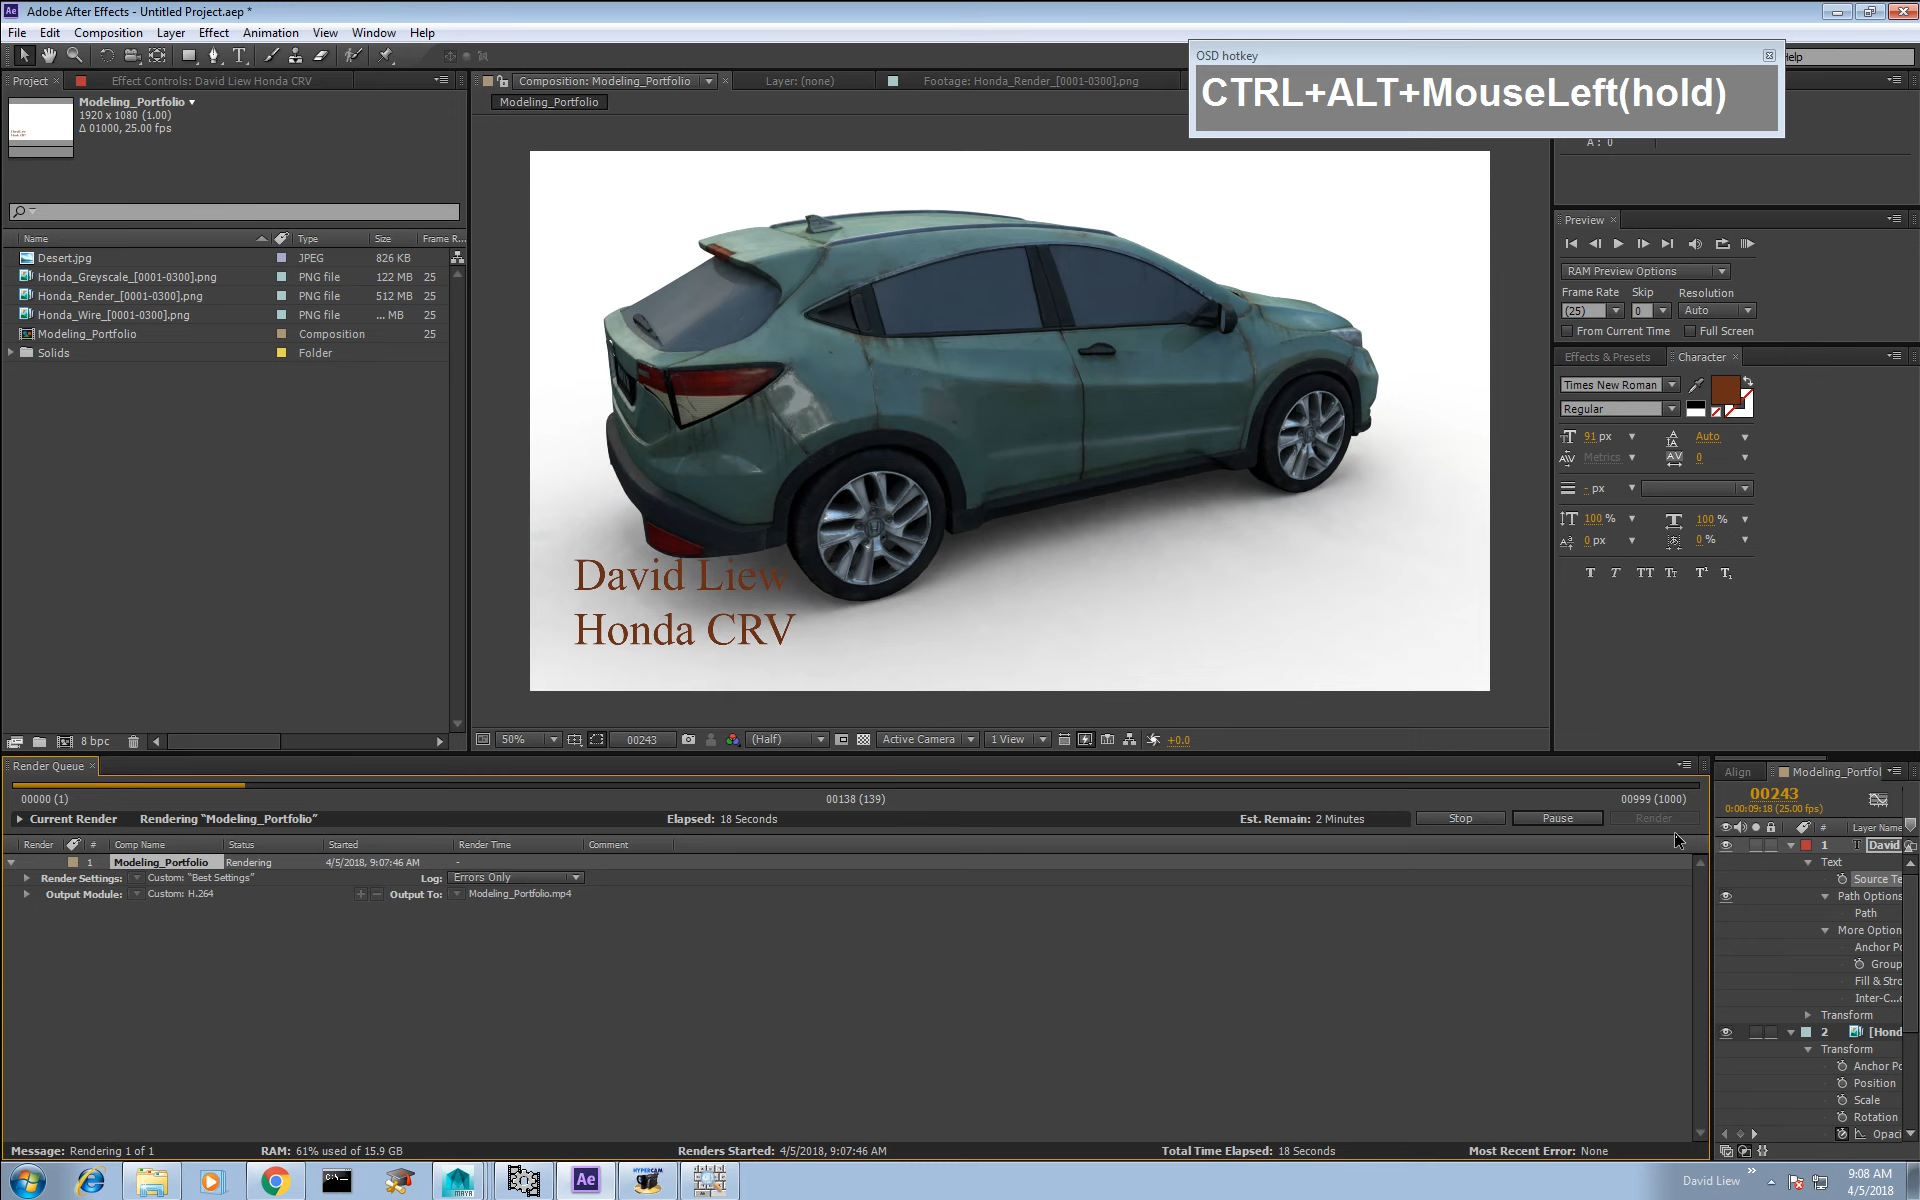 Adobe After Effects - Untitled Project.aep *
File Edit Composition Layer Effect Animation View Window Help
OSD hotkey
CTRL+ALT+MouseLeft(hold)
Help
Project Effect Controls: David Liew Honda CRV
Composition: Modeling_Portfolio Layer: (none) Footage: Honda_Render_[0001-0300].png
Modeling_Portfolio
1920 x 1080 (1.00)
Δ 01000, 25.00 fps
Modeling_Portfolio
A : 0
Name Type Size Frame R...
Desert.jpg JPEG 826 KB
Honda_Greyscale_[0001-0300].png PNG file 122 MB 25
Honda_Render_[0001-0300].png PNG file 512 MB 25
Honda_Wire_[0001-0300].png PNG file ... MB 25
Modeling_Portfolio Composition 25
Solids Folder
8 bpc
David Liew
Honda CRV
50% 00243 (Half) Active Camera 1 View +0.0
Preview
RAM Preview Options
Frame Rate Skip Resolution
(25) 0 Auto
From Current Time Full Screen
Effects & Presets Character
Times New Roman
Regular
91 px Auto
Metrics 0
- px
100 % 100 %
0 px 0 %
T T TT Tt T¹ T₁
Render Queue
00000 (1) 00138 (139) 00999 (1000)
Current Render Rendering “Modeling_Portfolio” Elapsed: 18 Seconds Est. Remain: 2 Minutes Stop Pause Render
Render # Comp Name Status Started Render Time Comment
1 Modeling_Portfolio Rendering 4/5/2018, 9:07:46 AM -
Render Settings: Custom: “Best Settings” Log: Errors Only
Output Module: Custom: H.264 Output To: Modeling_Portfolio.mp4
Message: Rendering 1 of 1 RAM: 61% used of 15.9 GB Renders Started: 4/5/2018, 9:07:46 AM Total Time Elapsed: 18 Seconds Most Recent Error: None
Align Modeling_Portfol
00243
0:00:09:18 (25.00 fps)
# Layer Name
1 T David
Text
Source Te
Path Options
Path
More Option
Anchor Po
Group
Fill & Stro
Inter-C...c
Transform
2 [Hond
Transform
Anchor Po
Position
Scale
Rotation
Opaci
Ae
MAYA
HYPERCAM
David Liew
9:08 AM
4/5/2018